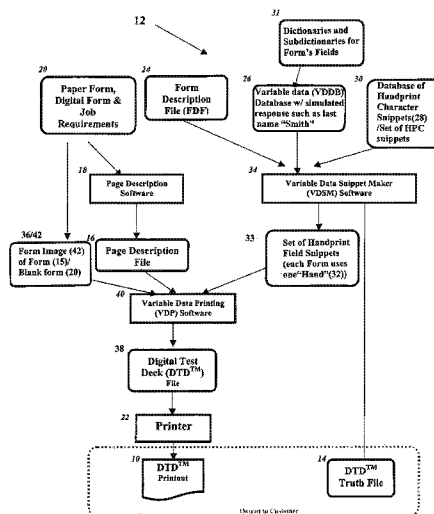 12
31
Dictionaries and
Subdictionaries for
Form's Fields
20
Paper Form,
Digital Form &
Job
Requirements
24
Form
Description
File (FDF)
26
Variable data (VDDB)
Database w/ simulated
response such as last
name "Smith"
30
Database of
Handprint
Character
Snippets(28)
/Set of HPC
snippets
18
Page Description
Software
34
Variable Data Snippet Maker
(VDSM) Software
36/42
Form Image (42)
of Form (15)/
Blank form (20)
16
Page Description
File
33
Set of Handprint
Field Snippets
(each Form uses
one"Hand"(32))
40
Variable Data Printing
(VDP) Software
38
Digital Test
Deck (DTD™)
File
22
Printer
10
DTD™
Printout
14
DTD™
Truth File
to Customer